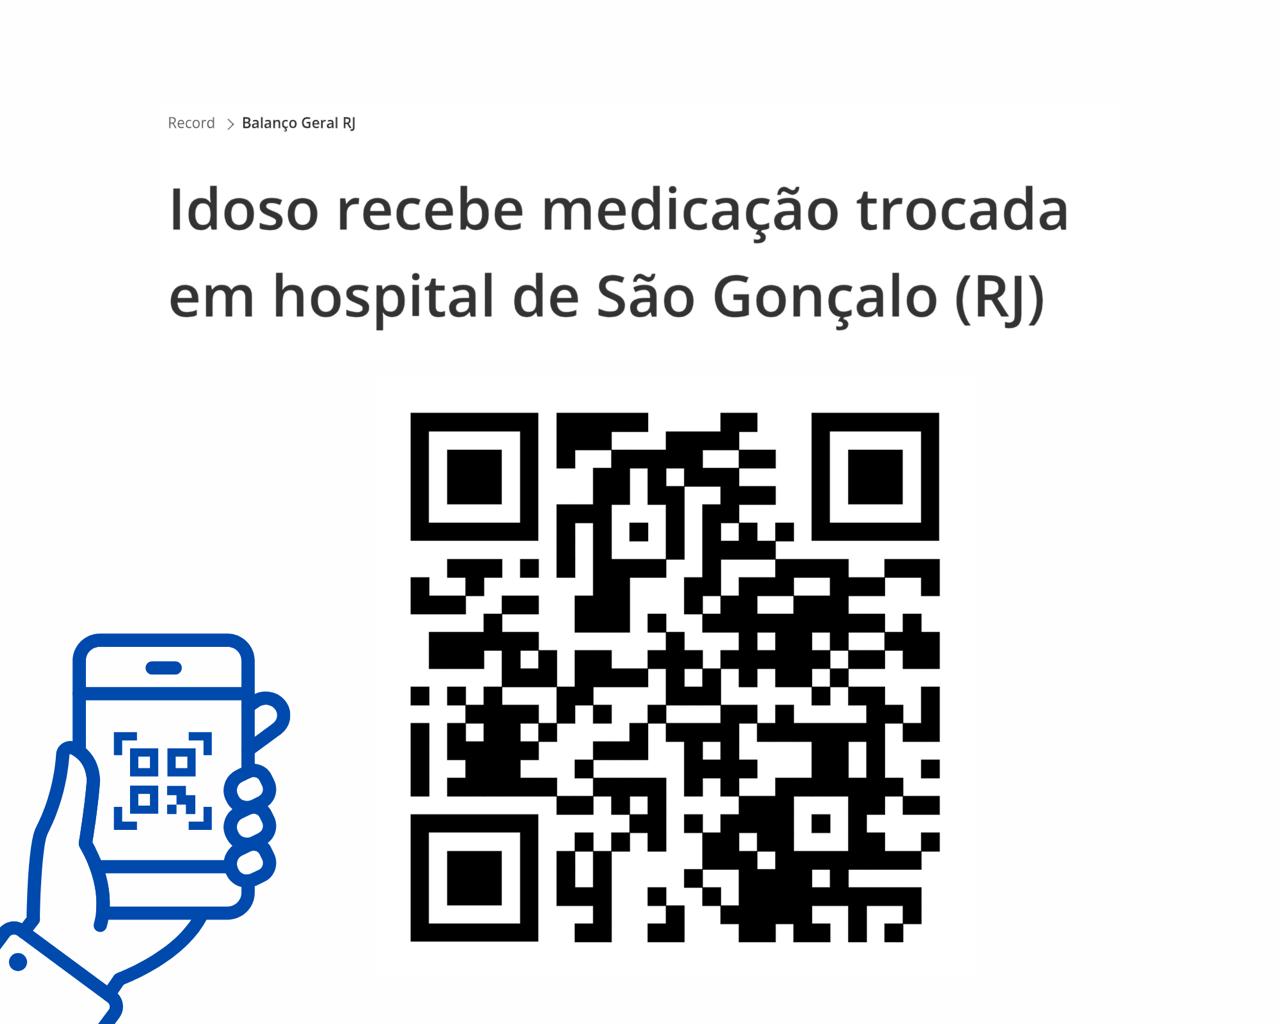 Record > Balanço Geral RJ
Idoso recebe medicação trocada
em hospital de São Gonçalo (RJ)